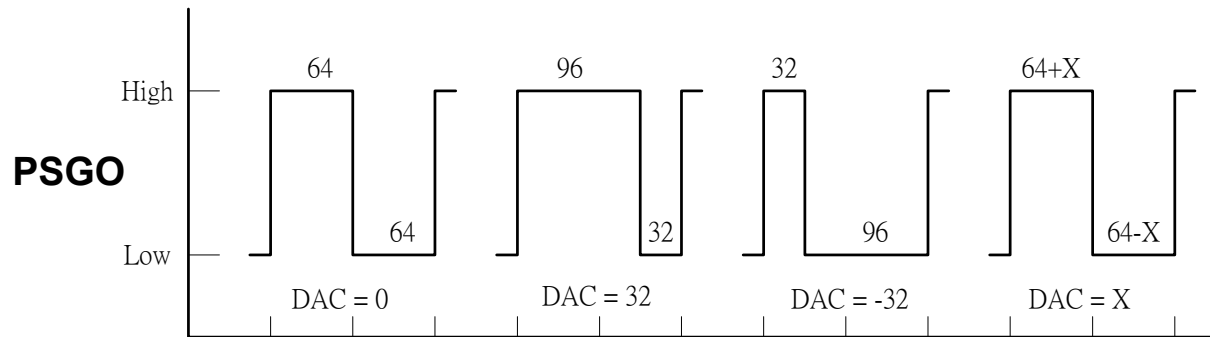 64
96
32
64+X
High
PSGO
64
32
96
64-X
Low
DAC = 0
DAC = 32
DAC = -32
DAC = X